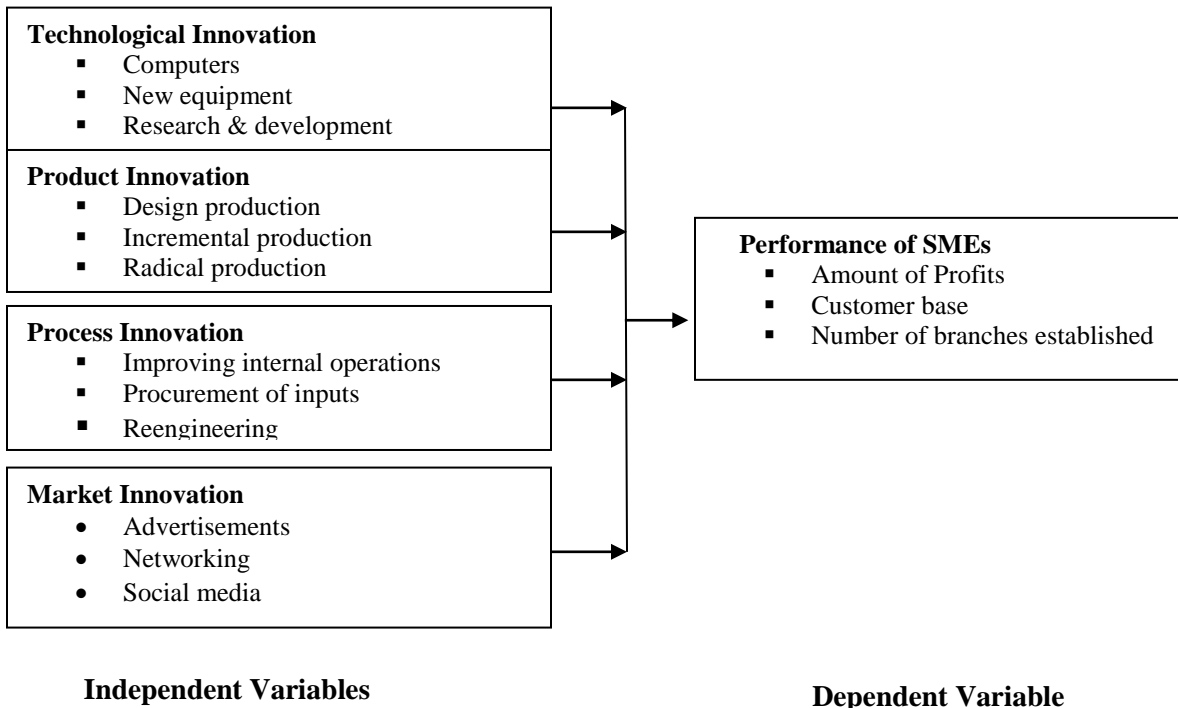 Technological Innovation
▪ Computers
▪ New equipment
▪ Research & development
Product Innovation
▪ Design production
▪ Incremental production
▪ Radical production
Process Innovation
▪ Improving internal operations
▪ Procurement of inputs
▪ Reengineering
Market Innovation
• Advertisements
• Networking
• Social media
Independent Variables
Performance of SMEs
▪ Amount of Profits
▪ Customer base
▪ Number of branches established
Dependent Variable